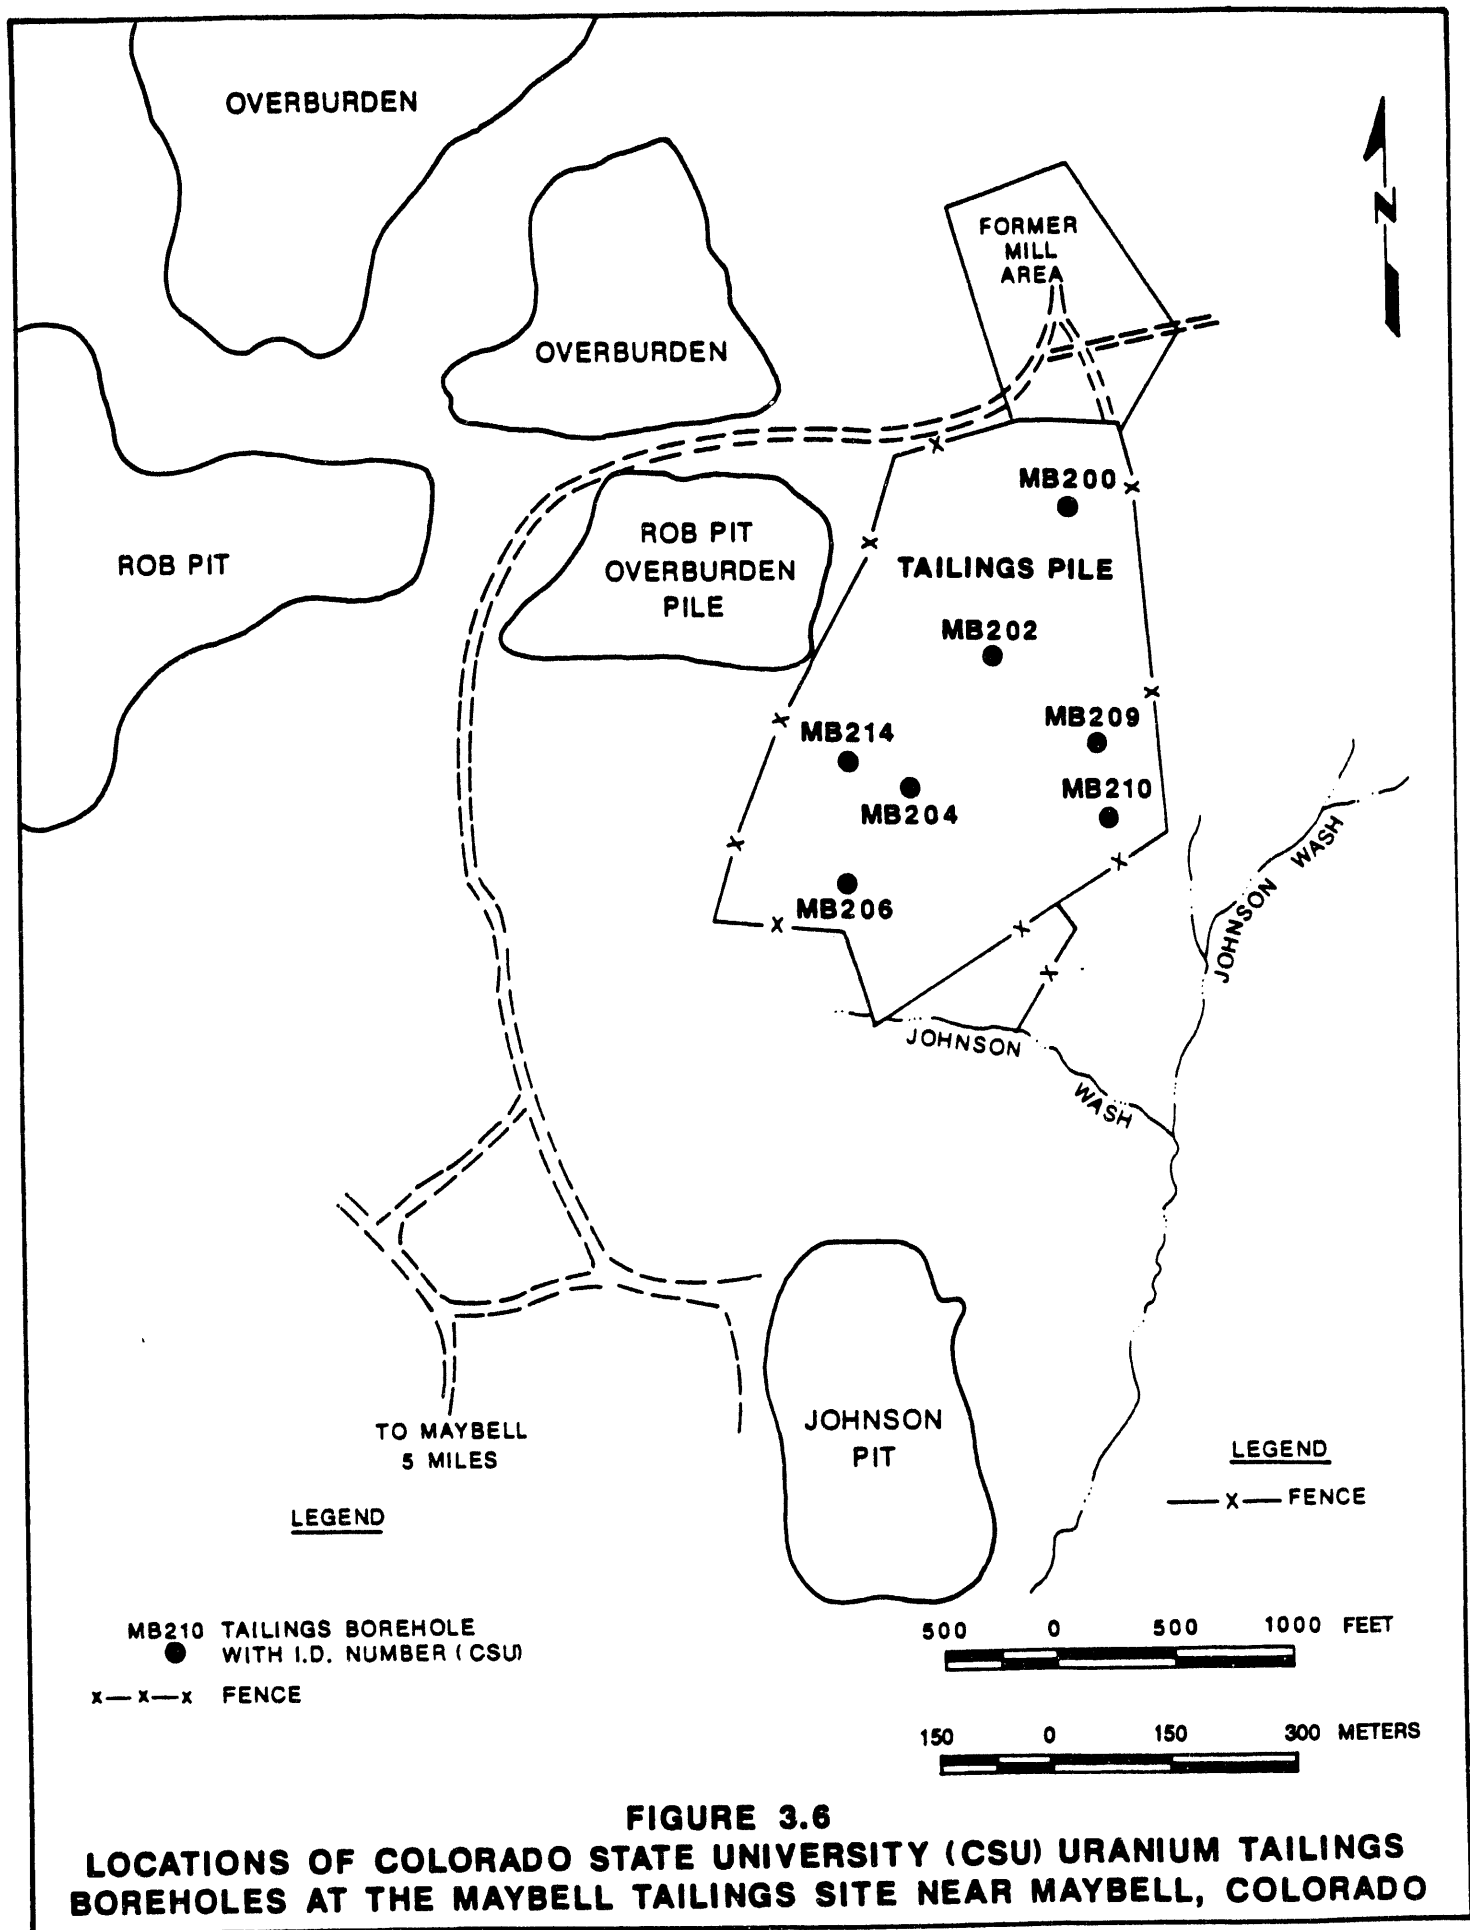 OVERBURDEN
FORMER
MILL
AREA
N
OVERBURDEN
MB200
ROB PIT
OVERBURDEN
PILE
ROB PIT
TAILINGS PILE
MB202
MB209
MB214
MB210
MB204
MB206
JOHNSON WASH
JOHNSON WASH
JOHNSON
PIT
TO MAYBELL
5 MILES
LEGEND
x FENCE
LEGEND
MB210 TAILINGS BOREHOLE
WITH I.D. NUMBER (CSU)
x—x—x FENCE
500 0 500 1000 FEET
150 0 150 300 METERS
FIGURE 3.6
LOCATIONS OF COLORADO STATE UNIVERSITY (CSU) URANIUM TAILINGS
BOREHOLES AT THE MAYBELL TAILINGS SITE NEAR MAYBELL, COLORADO